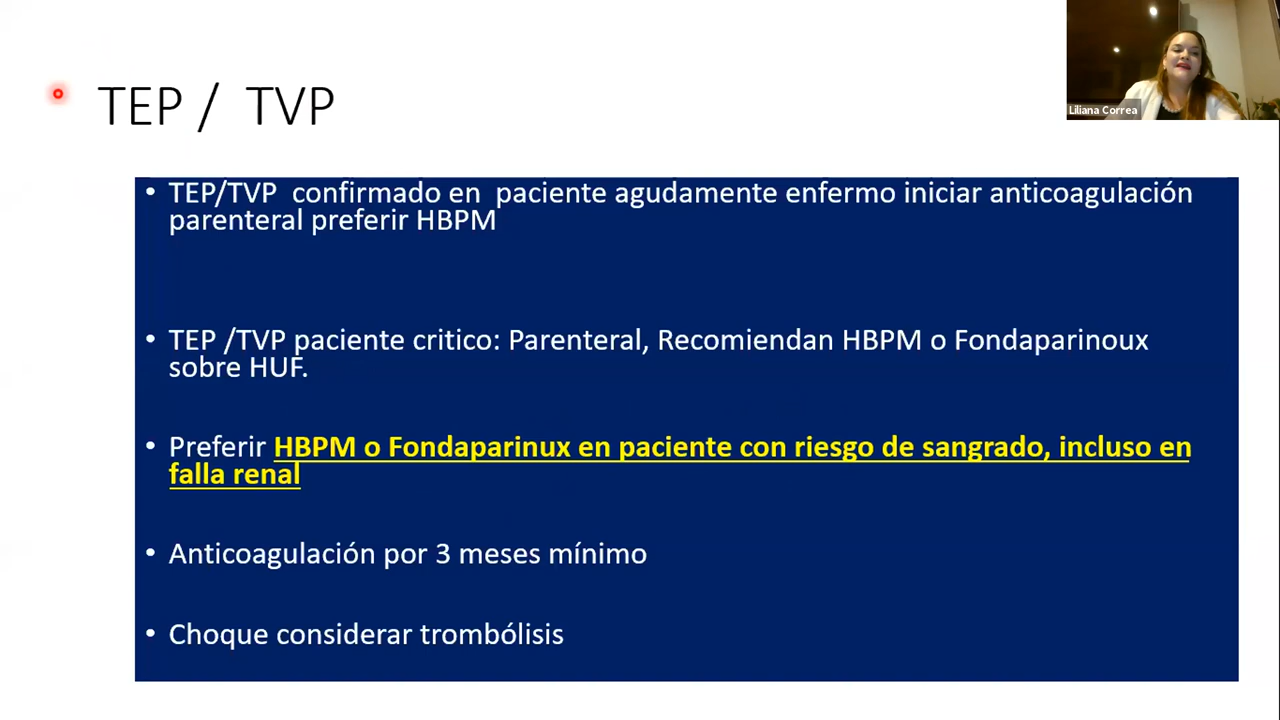 Liliana Correa
TEP / TVP
• TEP/TVP confirmado en paciente agudamente enfermo iniciar anticoagulación
parenteral preferir HBPM
• TEP /TVP paciente critico: Parenteral, Recomiendan HBPM o Fondaparinoux
sobre HUF.
• Preferir HBPM o Fondaparinux en paciente con riesgo de sangrado, incluso en
falla renal
• Anticoagulación por 3 meses mínimo
• Choque considerar trombólisis